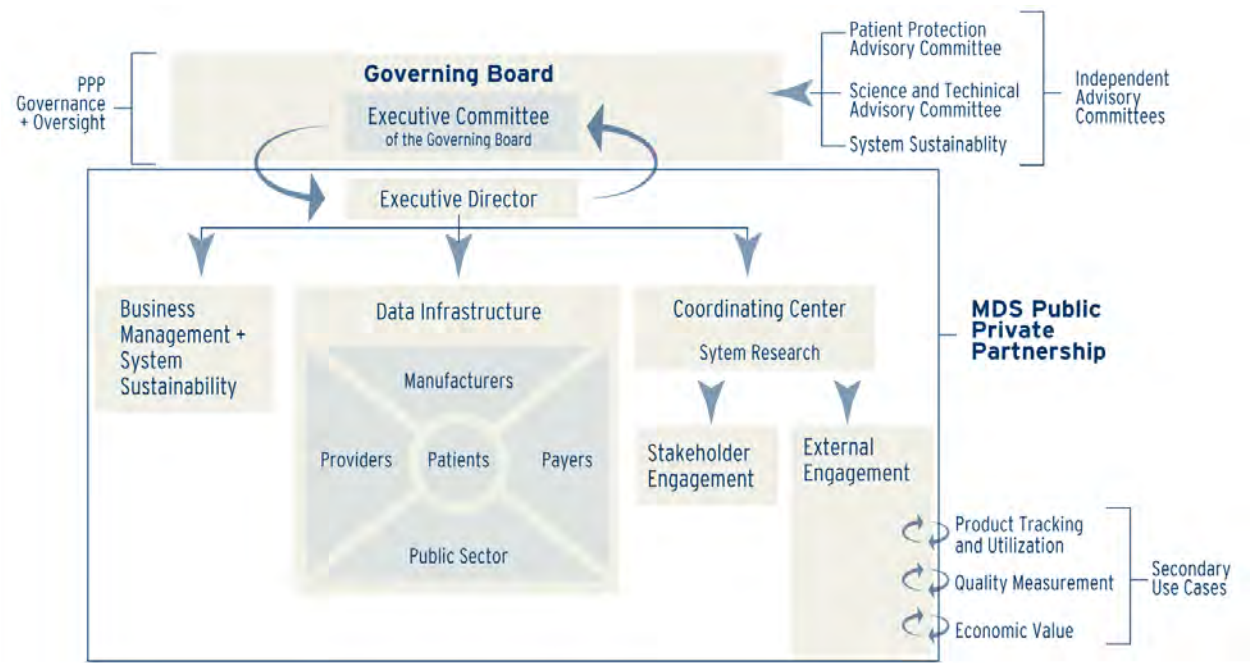 PPP
Governance
+ Oversight
Governing Board
Executive Committee
of the Governing Board
Patient Protection
Advisory Committee
Science and Techinical
Advisory Committee
System Sustainablity
Independent
Advisory
Committees
Executive Director
Business
Management +
System
Sustainability
Data Infrastructure
Manufacturers
Providers
Patients
Payers
Public Sector
Coordinating Center
Sytem Research
Stakeholder
Engagement
External
Engagement
MDS Public
Private
Partnership
Product Tracking
and Utilization
Quality Measurement
Economic Value
Secondary
Use Cases